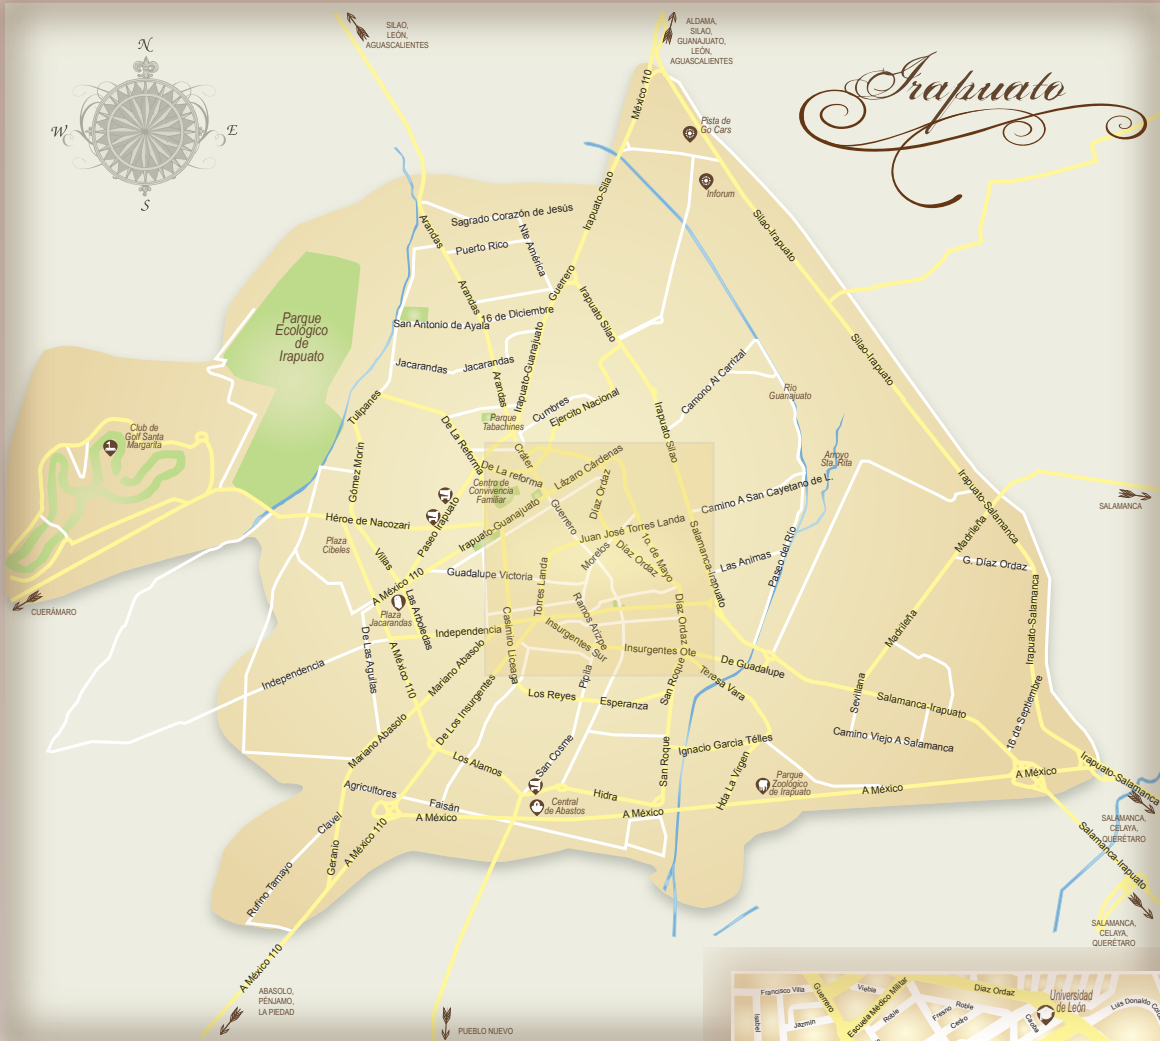 N
W
E
S
SILAO,
LEÓN,
AGUASCALIENTES
ALDAMA,
SILAO,
GUANAJUATO,
LEÓN,
AGUASCALIENTES
Irapuato
México 110
Pista de
Go Cars
Inforum
Irapuato-Silao
Silao-Irapuato
Sagrado Corazón de Jesús
Arandas
Puerto Rico
Nte América
Guerrero
Arandas
16 de Diciembre
Irapuato Silao
San Antonio de Ayala
Parque
Ecológico
de
Irapuato
Silao-Irapuato
Jacarandas
Jacarandas
Irapuato-Guanajuato
Arandas
Camono Al Carrizal
Rio
Guanajuato
Tulipanes
Cumbres
Ejercito Nacional
Parque
Tabachines
Irapuato Silao
Club de
Golf Santa
Margarita
De La Reforma
Cráter
Lázaro Cárdenas
Arroyo
Sta. Rita
Gómez Morin
De La reforma
Centro de
Convivencia
Familiar
Díaz Ordaz
Camino A San Cayetano de L.
Irapuato-Salamanca
SALAMANCA
Héroe de Nacozari
Paseo Irapuato
Irapuato-Guanajuato
Guerrero
Juan José Torres Landa
Madrileña
Plaza
Cibeles
Villas
Morelos
Díaz Ordaz
1o. de Mayo
Salamanca-Irapuato
Las Animas
Paseo del Río
G. Díaz Ordaz
A México 110
Guadalupe Victoria
Torres Landa
CUERÁMARO
Plaza
Jacarandas
Las Arboledas
Casimiro Liceaga
Ramos Arizpe
Díaz Ordaz
Madrileña
Irapuato-Salamanca
De Las Aguilas
Independencia
Insurgentes Sur
Insurgentes Ote
De Guadalupe
Independencia
A México 110
Mariano Abasolo
Pipila
San Roque
Teresa Vara
De Los Insurgentes
Los Reyes
Esperanza
Sevillana
Salamanca-Irapuato
16 de Septiembre
Mariano Abasolo
San Cosme
San Roque
Ignacio Garcia Télles
Camino Viejo A Salamanca
Los Alamos
Hda La Virgen
Parque
Zoológico
de Irapuato
A México
Irapuato-Salamanca
Agricultores
Faisán
Central
de Abastos
Hidra
A México
A México
A México
SALAMANCA,
CELAYA,
QUERÉTARO
Clavel
Geranio
A México 110
Rufino Tamayo
Salamanca-Irapuato
SALAMANCA,
CELAYA,
QUERÉTARO
A México 110
ABASOLO,
PÉNJAMO,
LA PIEDAD
PUEBLO NUEVO
Francisco Villa
Guerrero
Viebla
Escuela Médico Militar
Díaz Ordaz
Universidad
de León
Isabel
Jazmín
Roble
Fresno
Roble
Cedro
Caoba